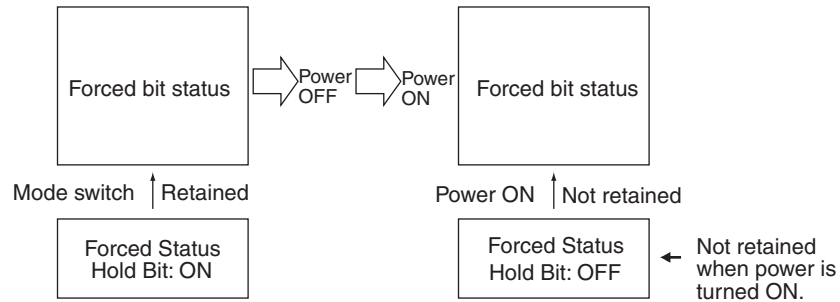 Forced bit status
Power
OFF
Power
ON
Forced bit status
Mode switch
Retained
Power ON
Not retained
Forced Status
Hold Bit: ON
Forced Status
Hold Bit: OFF
Not retained
when power is
turned ON.